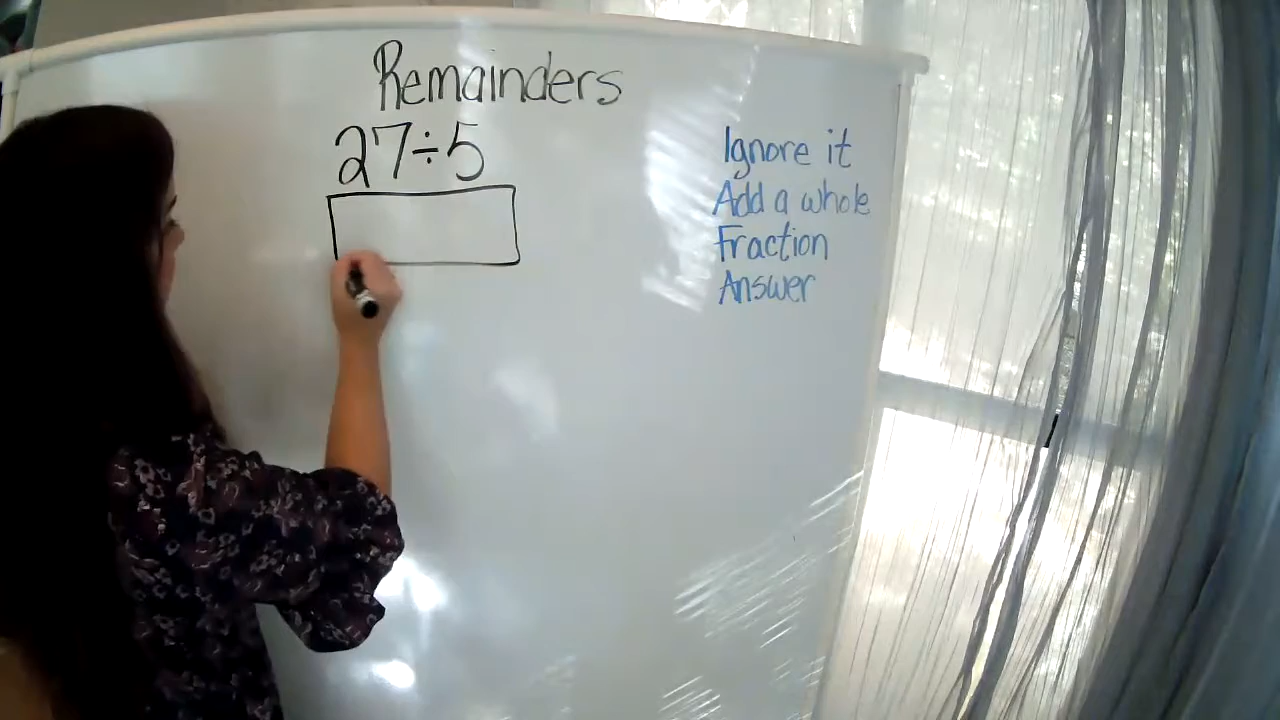 Remainders
27÷5
Ignore it
Add a whole
Fraction
Answer